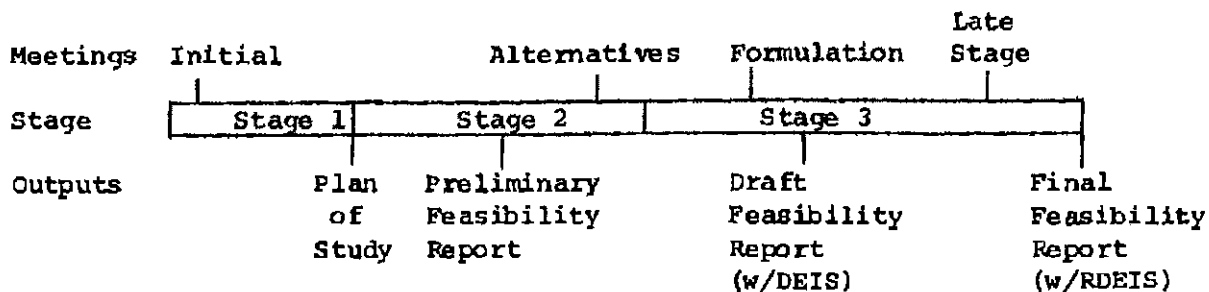 Late
Meetings Initial Alternatives Formulation Stage
Stage Stage 1 Stage 2 Stage 3
Outputs Plan Preliminary Draft Final
of Feasibility Feasibility Feasibility
Study Report Report Report
(w/DEIS) (w/RDEIS)